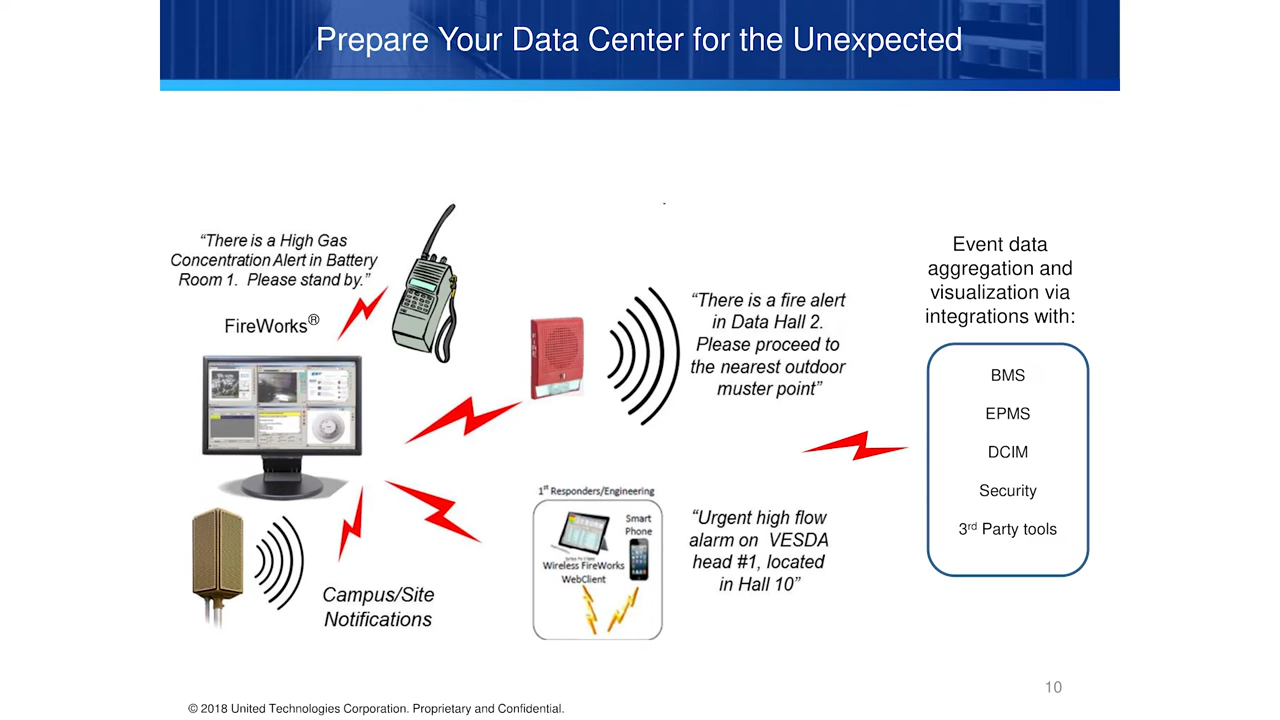 Prepare Your Data Center for the Unexpected
“There is a High Gas
Concentration Alert in Battery
Room 1. Please stand by.”
FireWorks®
FIRE
“There is a fire alert
in Data Hall 2.
Please proceed to
the nearest outdoor
muster point”
Event data
aggregation and
visualization via
integrations with:
BMS
EPMS
DCIM
Security
3rd Party tools
1st Responders/Engineering
Smart
Phone
Wireless FireWorks
WebClient
“Urgent high flow
alarm on VESDA
head #1, located
in Hall 10”
Campus/Site
Notifications
10
© 2018 United Technologies Corporation. Proprietary and Confidential.